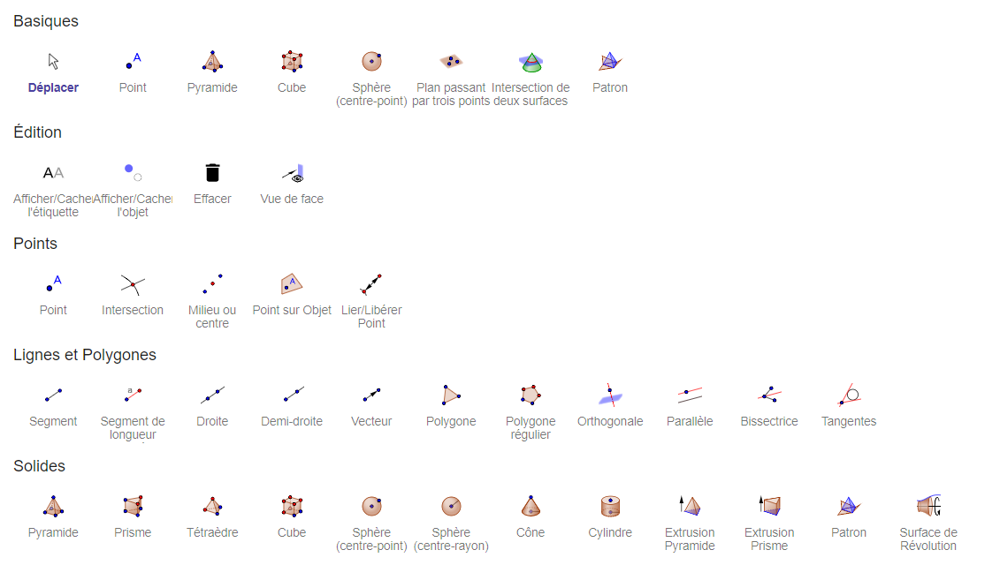 Basiques
A
Déplacer Point Pyramide Cube Sphère Plan passant Intersection de Patron
(centre-point) par trois points deux surfaces
Édition
AA
Afficher/Cacher Afficher/Cacher Effacer Vue de face
l'étiquette l'objet
Points
A A
Point Intersection Milieu ou Point sur Objet Lier/Libérer
centre Point
Lignes et Polygones
a
Segment Segment de Droite Demi-droite Vecteur Polygone Polygone Orthogonale Parallèle Bissectrice Tangentes
longueur régulier
Solides
Pyramide Prisme Tétraèdre Cube Sphère Sphère Cône Cylindre Extrusion Extrusion Patron Surface de
(centre-point) (centre-rayon) Pyramide Prisme Révolution